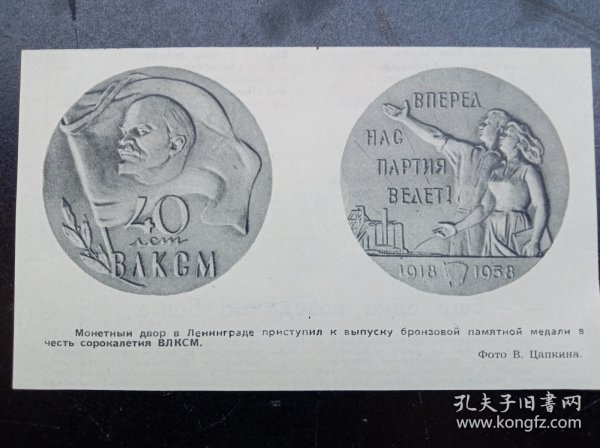 40
лет
ВЛКСМ
ВПЕРЕД
НАС
ПАРТИЯ
ВЕДЕТ!
1918 1958
Монетный двор в Ленинграде приступил к выпуску бронзовой памятной медали в
честь сорокалетия ВЛКСМ.
Фото В. Цапкина.
孔夫子旧书网
www.kongfz.com